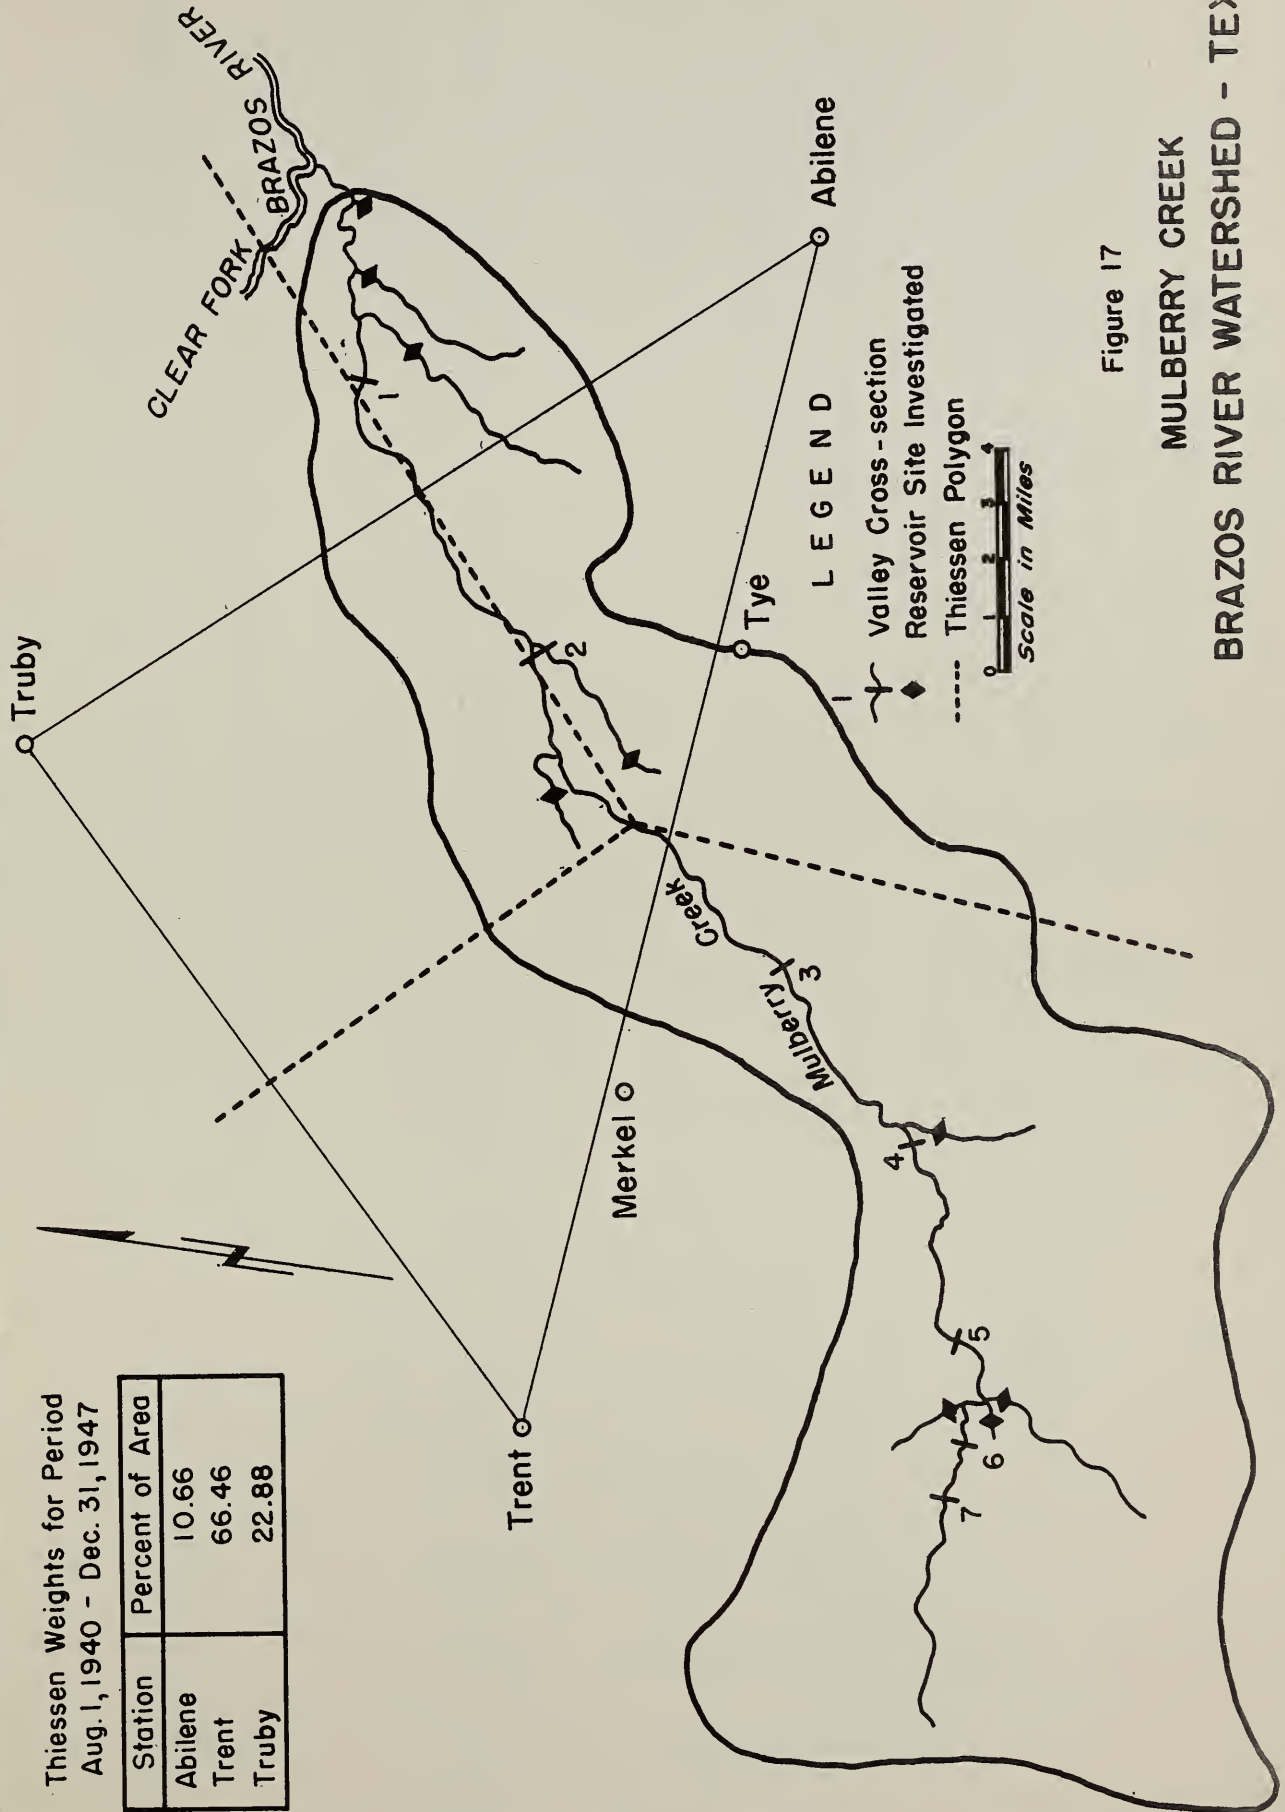 Thiessen Weights for Period
Aug. 1, 1940 - Dec. 31, 1947
Station Percent of Area
Abilene 10.66
Trent 66.46
Truby 22.88
Truby
CLEAR FORK
BRAZOS RIVER
Trent
Merkel
Mulberry Creek
Tye
Abilene
1
2
3
4
5
6
7
LEGEND
1
Valley Cross-section
Reservoir Site Investigated
Thiessen Polygon
0 1 2 3 4
Scale in Miles
Figure 17
MULBERRY CREEK
BRAZOS RIVER WATERSHED - TEX